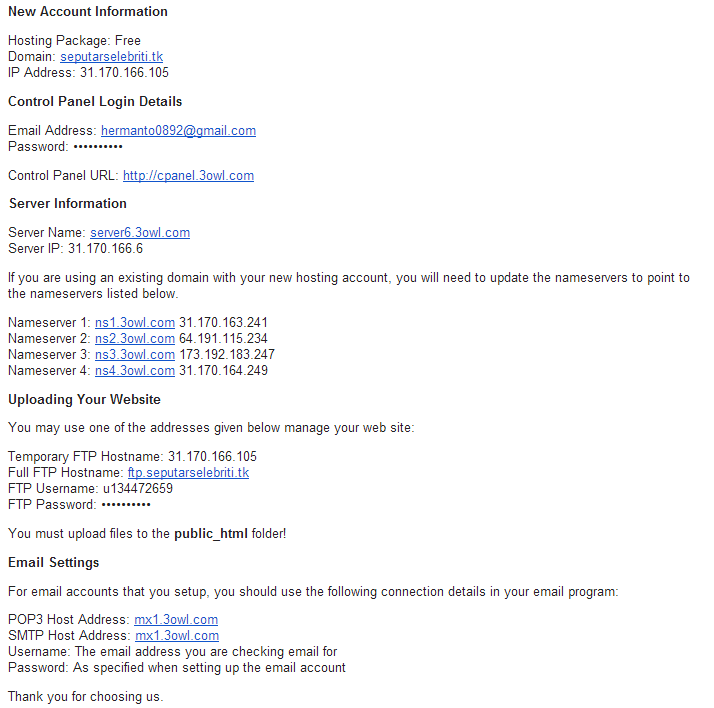 New Account Information
Hosting Package: Free
Domain: seputarselebriti.tk
IP Address: 31.170.166.105
Control Panel Login Details
Email Address: hermanto0892@gmail.com
Password: ••••••••••
Control Panel URL: http://cpanel.3owl.com
Server Information
Server Name: server6.3owl.com
Server IP: 31.170.166.6
If you are using an existing domain with your new hosting account, you will need to update the nameservers to point to
the nameservers listed below.
Nameserver 1: ns1.3owl.com 31.170.163.241
Nameserver 2: ns2.3owl.com 64.191.115.234
Nameserver 3: ns3.3owl.com 173.192.183.247
Nameserver 4: ns4.3owl.com 31.170.164.249
Uploading Your Website
You may use one of the addresses given below manage your web site:
Temporary FTP Hostname: 31.170.166.105
Full FTP Hostname: ftp.seputarselebriti.tk
FTP Username: u134472659
FTP Password: ••••••••••
You must upload files to the public_html folder!
Email Settings
For email accounts that you setup, you should use the following connection details in your email program:
POP3 Host Address: mx1.3owl.com
SMTP Host Address: mx1.3owl.com
Username: The email address you are checking email for
Password: As specified when setting up the email account
Thank you for choosing us.